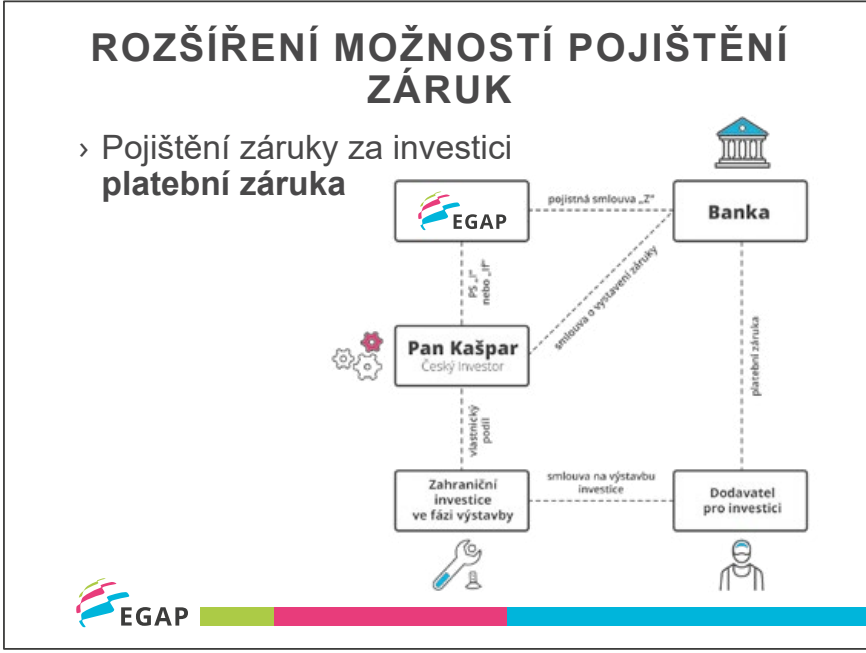 ROZŠÍŘENÍ MOŽNOSTÍ POJIŠTĚNÍ
ZÁRUK
› Pojištění záruky za investici
platební záruka
EGAP
pojistná smlouva „Z“
Banka
PS „I“
nebo „If“
smlouva o vystavení záruky
platební záruka
Pan Kašpar
Český investor
vlastnický
podíl
Zahraniční
investice
ve fázi výstavby
smlouva na výstavbu
investice
Dodavatel
pro investici
EGAP